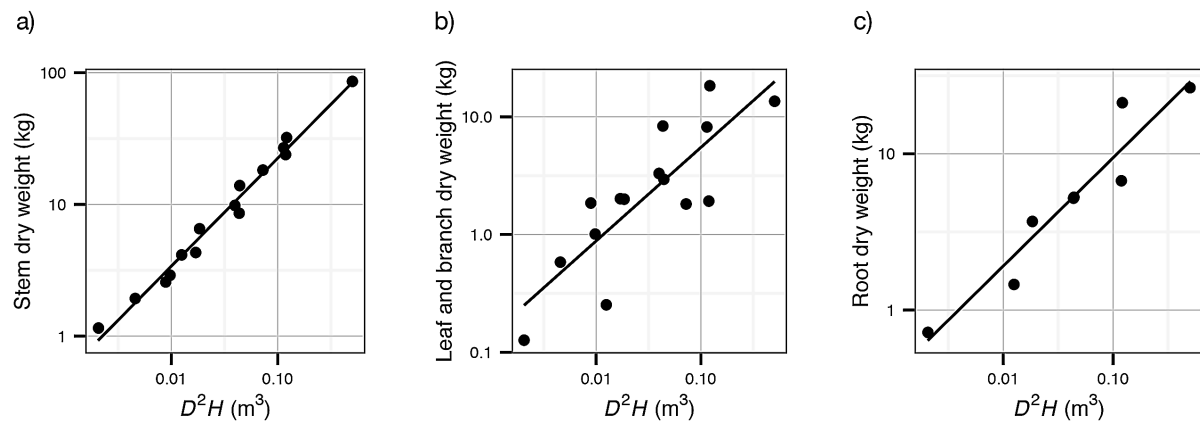 a)
Stem dry weight (kg)
100
10
1
0.01
0.10
D²H (m³)
b)
Leaf and branch dry weight (kg)
10.0
1.0
0.1
0.01
0.10
D²H (m³)
c)
Root dry weight (kg)
10
1
0.01
0.10
D²H (m³)